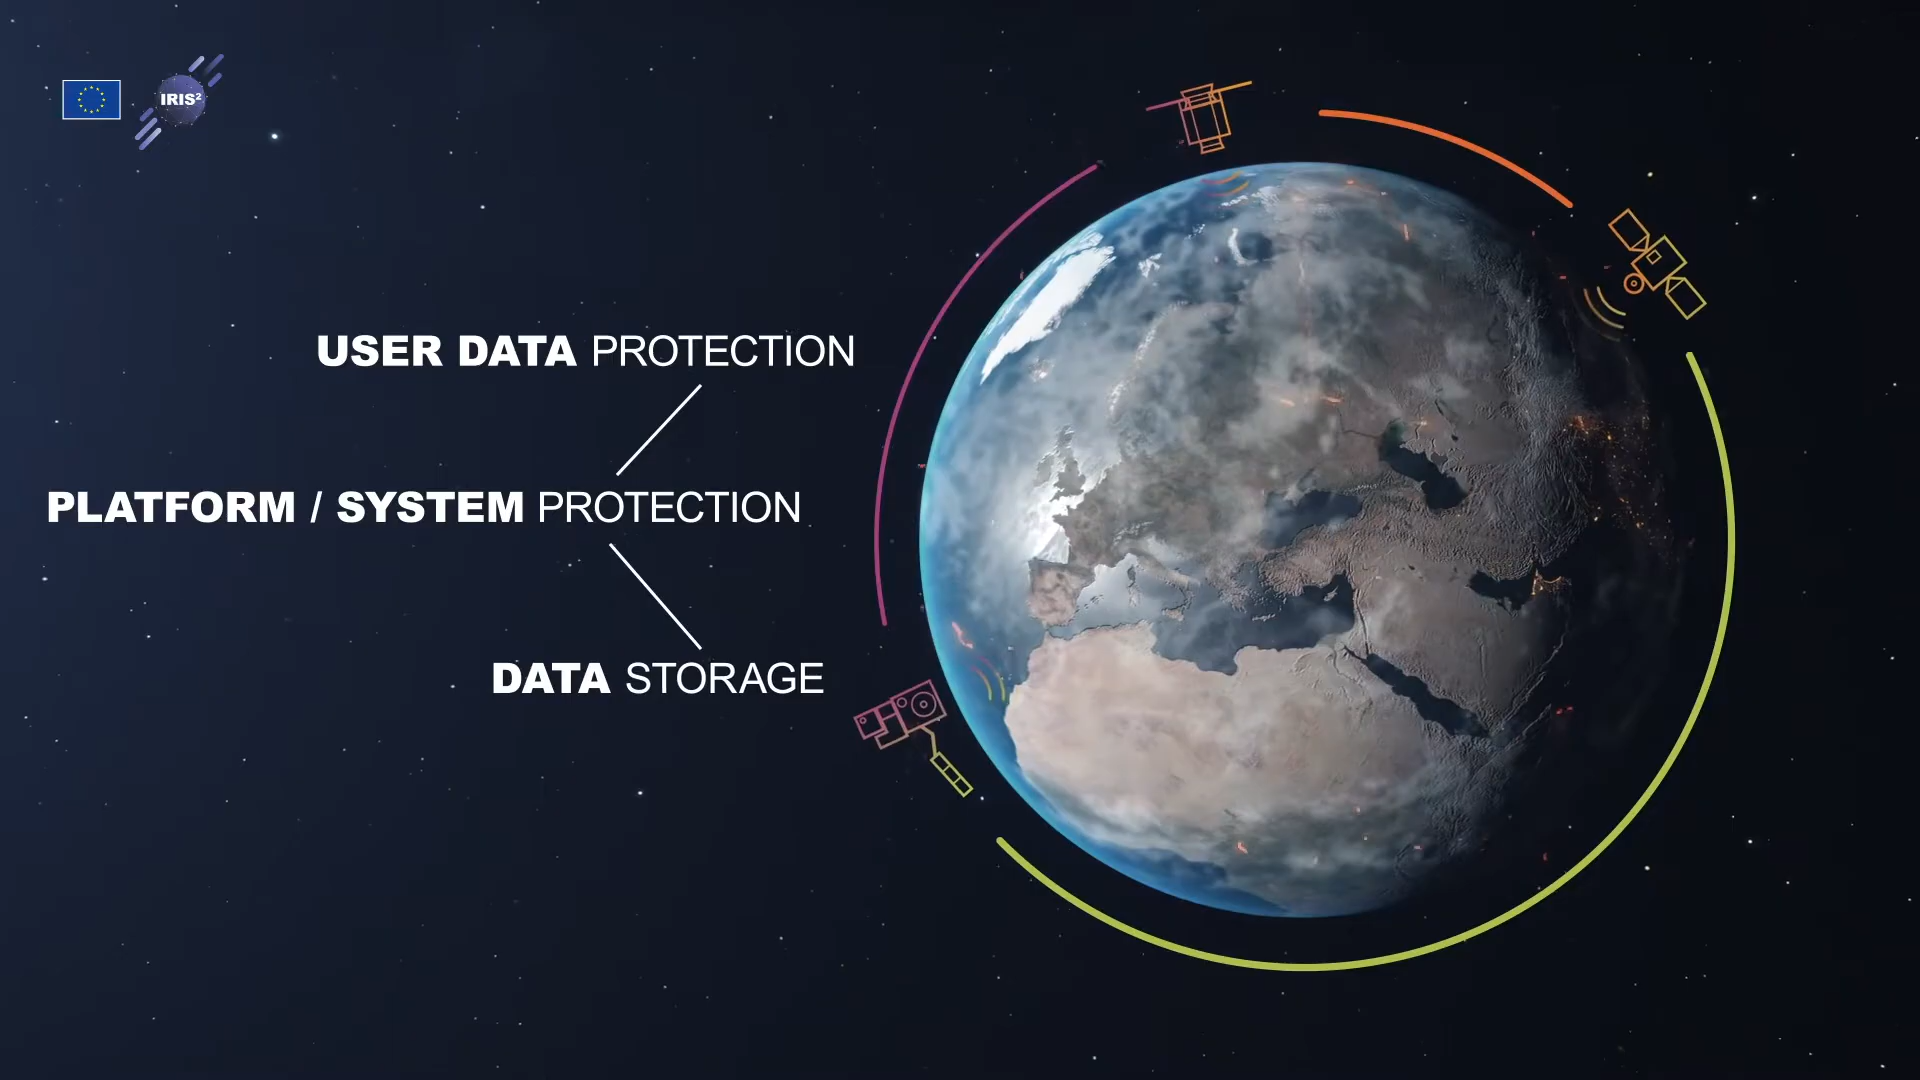 IRIS²
USER DATA PROTECTION
PLATFORM / SYSTEM PROTECTION
DATA STORAGE